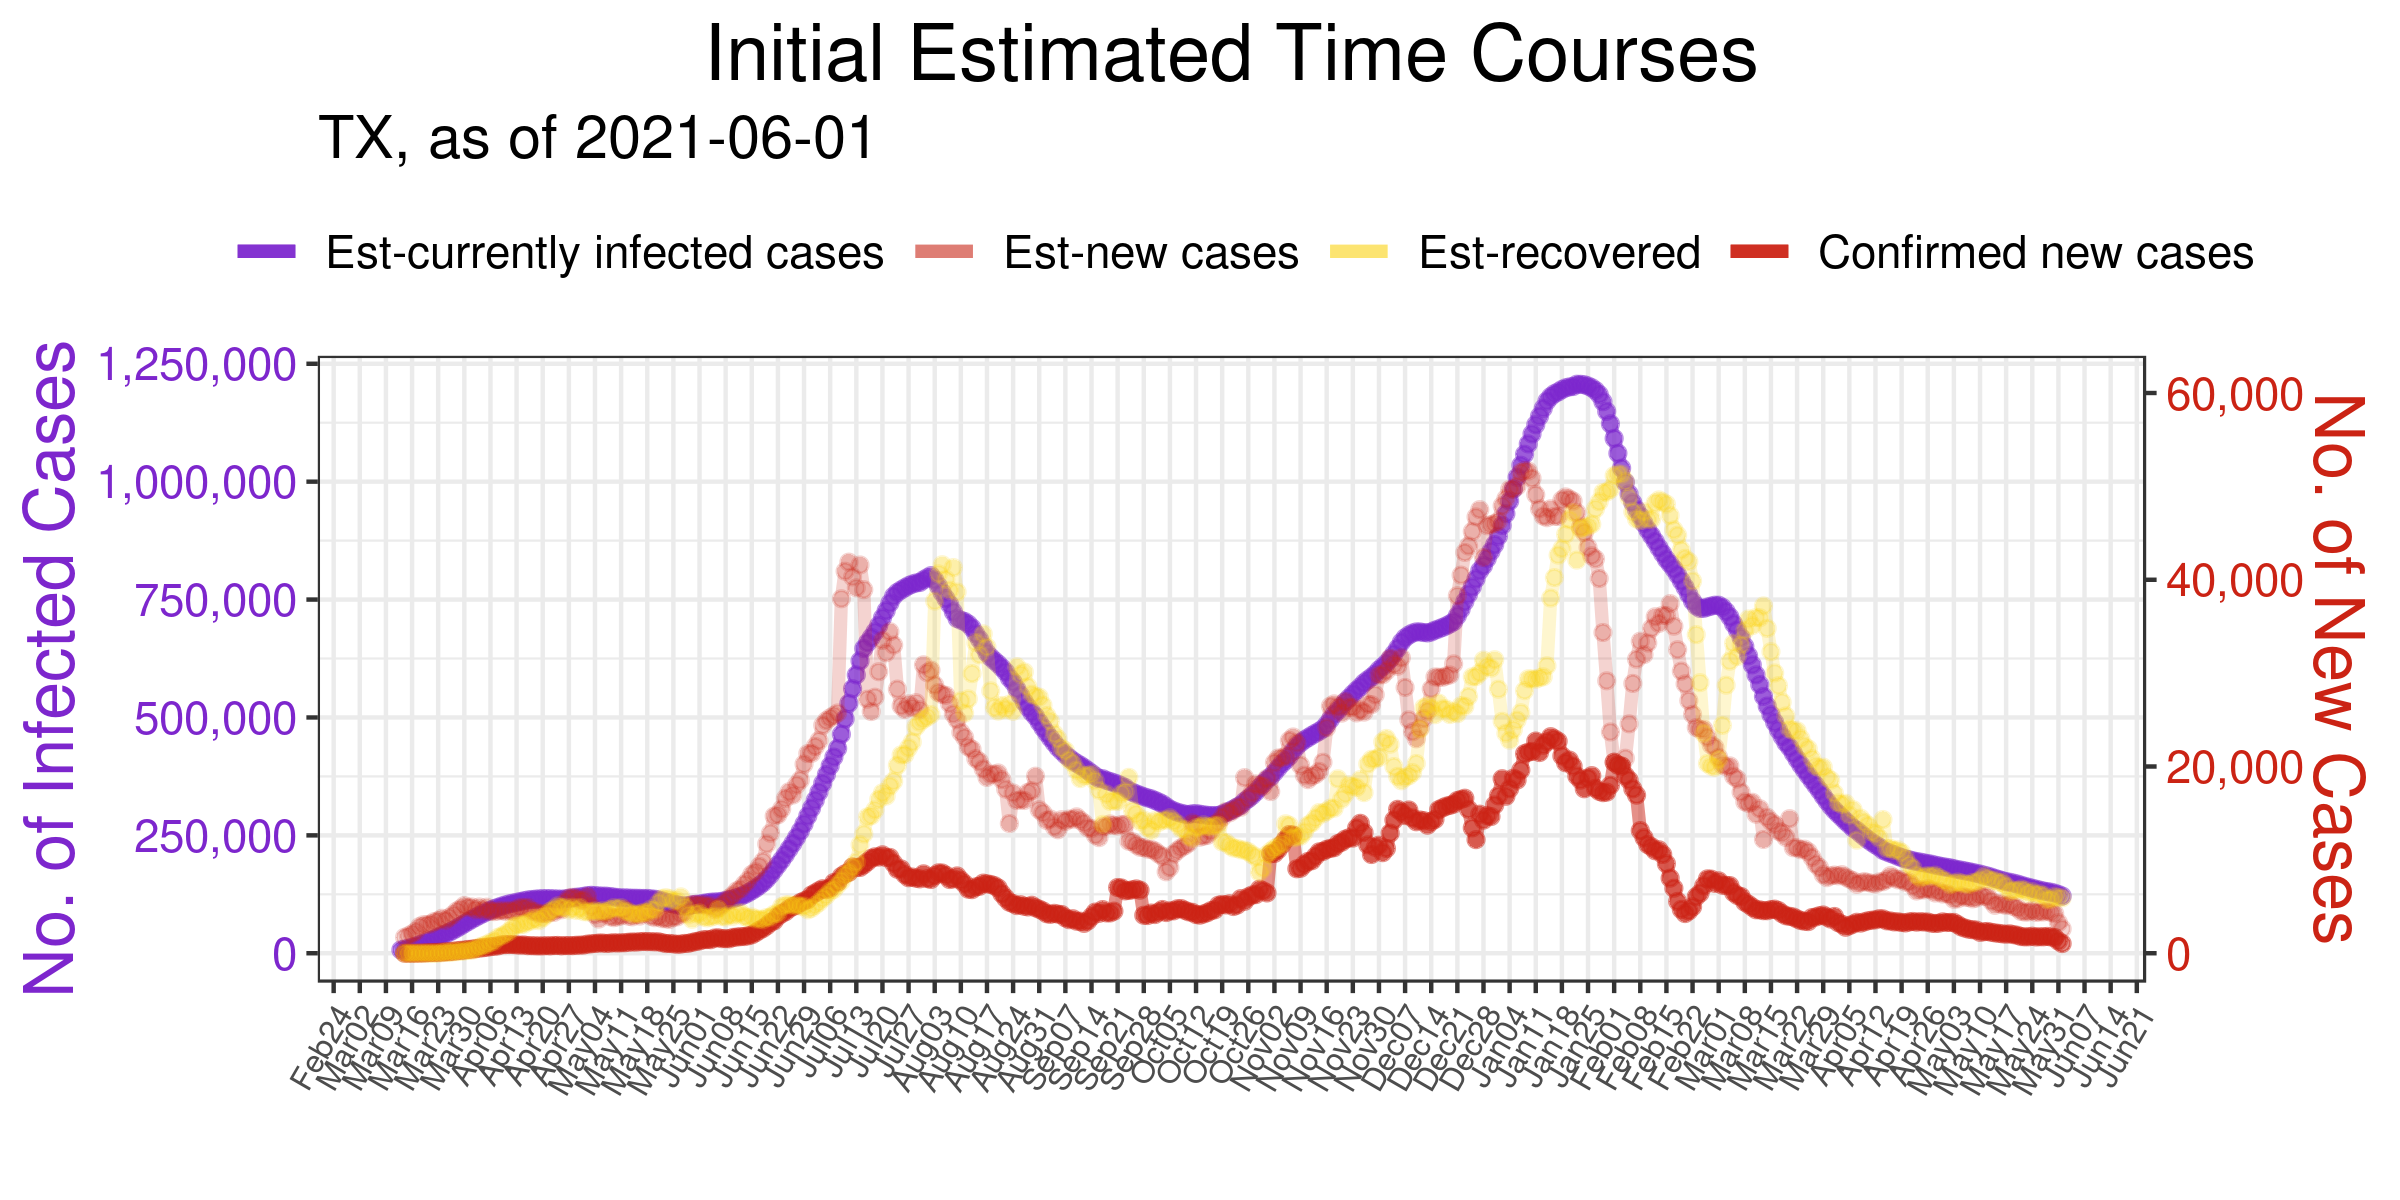 Initial Estimated Time Courses
TX, as of 2021-06-01
Est-currently infected cases Est-new cases Est-recovered Confirmed new cases
No. of Infected Cases
1,250,000
1,000,000
750,000
500,000
250,000
0
60,000
40,000
20,000
0
No. of New Cases
Feb24 Mar02 Mar09 Mar16 Mar23 Mar30 Apr06 Apr13 Apr20 Apr27 May04 May11 May18 May25 Jun01 Jun08 Jun15 Jun22 Jun29 Jul06 Jul13 Jul20 Jul27 Aug03 Aug10 Aug17 Aug24 Aug31 Sep07 Sep14 Sep21 Sep28 Oct05 Oct12 Oct19 Oct26 Nov02 Nov09 Nov16 Nov23 Nov30 Dec07 Dec14 Dec21 Dec28 Jan04 Jan11 Jan18 Jan25 Feb01 Feb08 Feb15 Feb22 Mar01 Mar08 Mar15 Mar22 Mar29 Apr05 Apr12 Apr19 Apr26 May03 May10 May17 May24 May31 Jun07 Jun14 Jun21